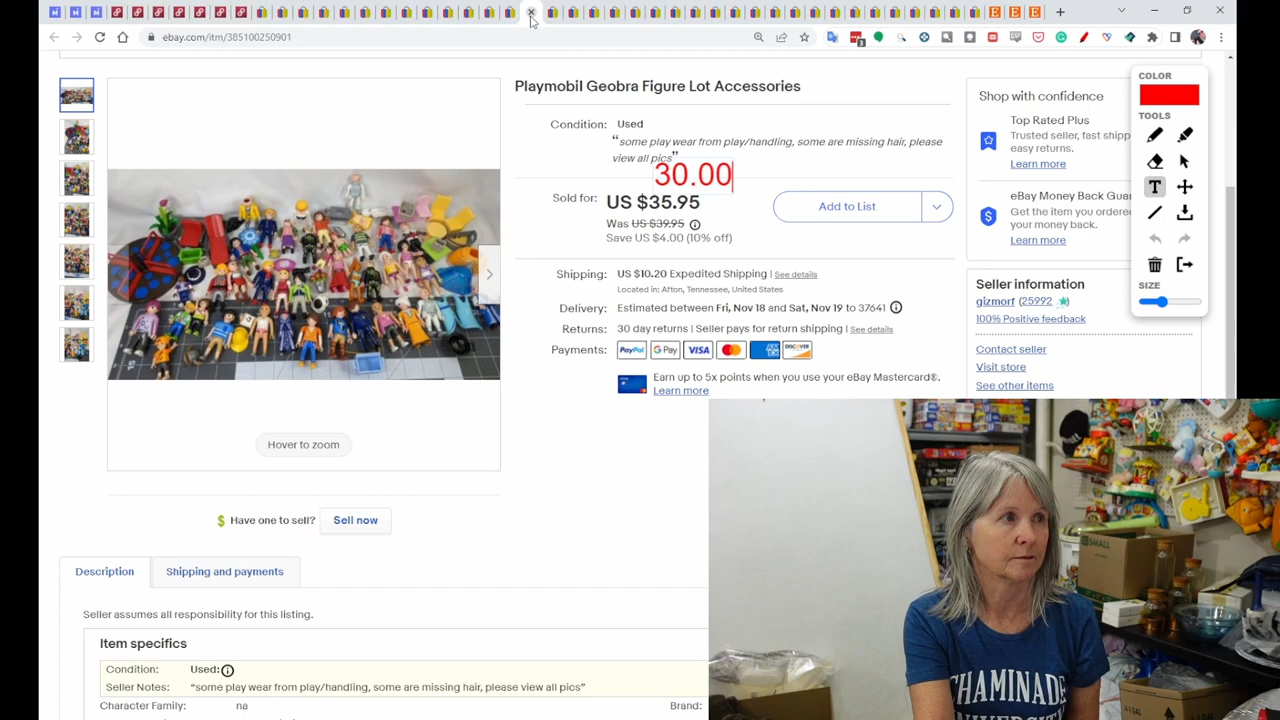 ebay.com/itm/385100250901
3
Playmobil Geobra Figure Lot Accessories
Condition: Used
“some play wear from play/handling, some are missing hair, please
view all pics”
30.00
Sold for: US $35.95
Was US $39.95
Save US $4.00 (10% off)
Add to List
Shipping: US $10.20 Expedited Shipping | See details
Located in: Afton, Tennessee, United States
Delivery: Estimated between Fri, Nov 18 and Sat, Nov 19 to 37641
Returns: 30 day returns | Seller pays for return shipping | See details
Payments: PayPal G Pay VISA DISCOVER
Earn up to 5x points when you use your eBay Mastercard®.
Learn more
Shop with confidence
Top Rated Plus
Trusted seller, fast shipp
easy returns.
Learn more
eBay Money Back Gua
Get the item you ordere
your money back.
Learn more
Seller information
gizmorf (25992
100% Positive feedback
Contact seller
Visit store
See other items
COLOR
TOOLS
T
SIZE
Hover to zoom
Have one to sell? Sell now
Description
Shipping and payments
Seller assumes all responsibility for this listing.
Item specifics
Condition: Used:
Seller Notes: “some play wear from play/handling, some are missing hair, please view all pics”
Character Family: na
Brand:
SMALL
CHAMINADE
UNIVERSITY